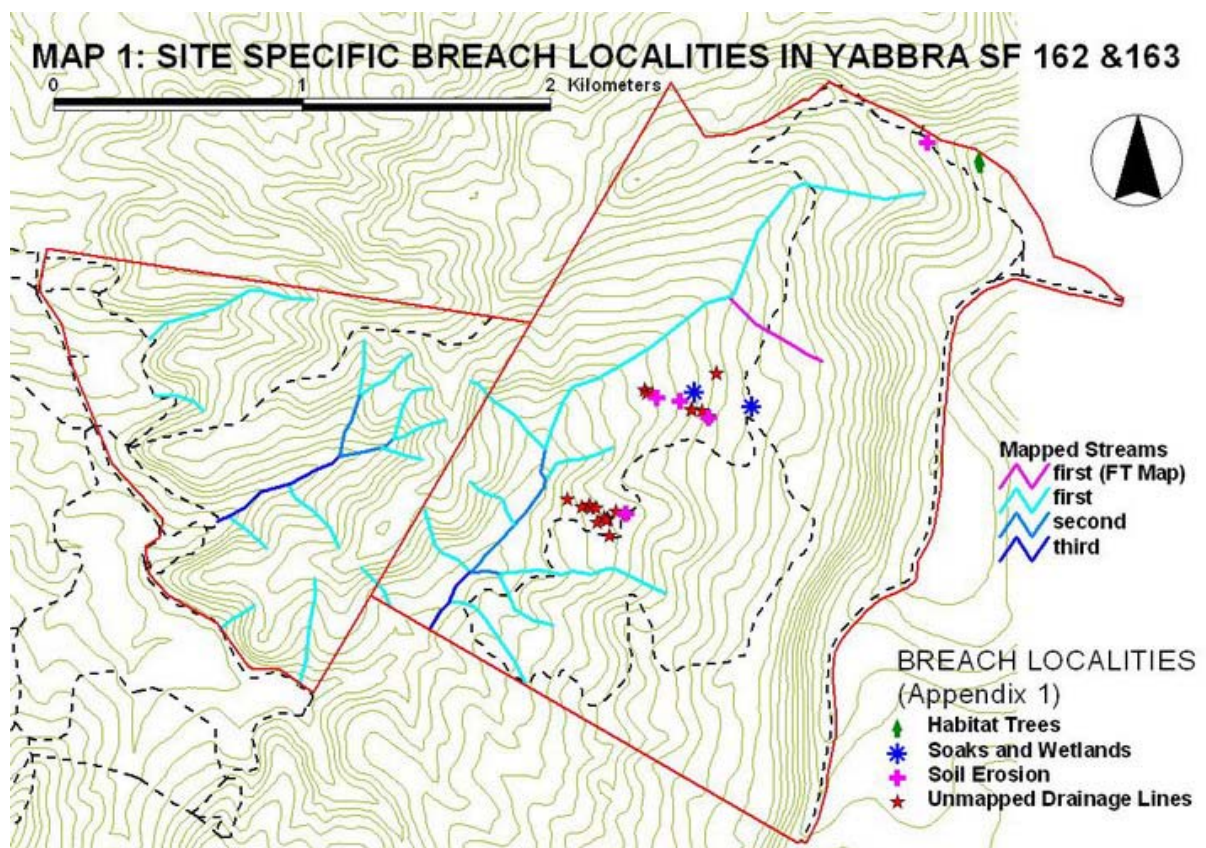 MAP 1: SITE SPECIFIC BREACH LOCALITIES IN YABBRA SF 162 &163
0 1 2 Kilometers
Mapped Streams
first (FT Map)
first
second
third
BREACH LOCALITIES
(Appendix 1)
Habitat Trees
Soaks and Wetlands
Soil Erosion
Unmapped Drainage Lines